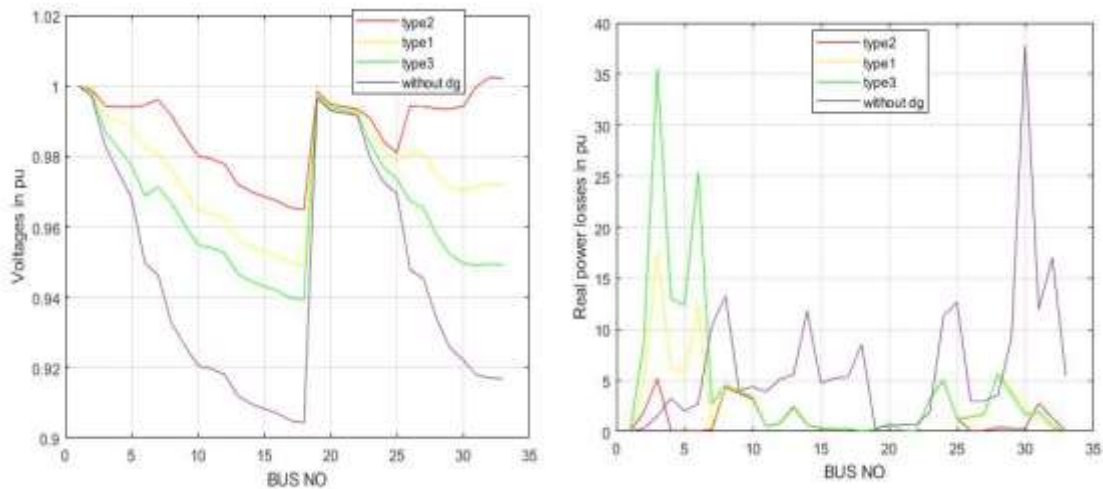 1.02
1
0.98
0.96
0.94
0.92
0.9
Voltages in pu
0 5 10 15 20 25 30 35
BUS NO
type2
type1
type3
without dg
40
35
30
25
20
15
10
5
0
Real power losses in pu
0 5 10 15 20 25 30 35
BUS NO
type2
type1
type3
without dg